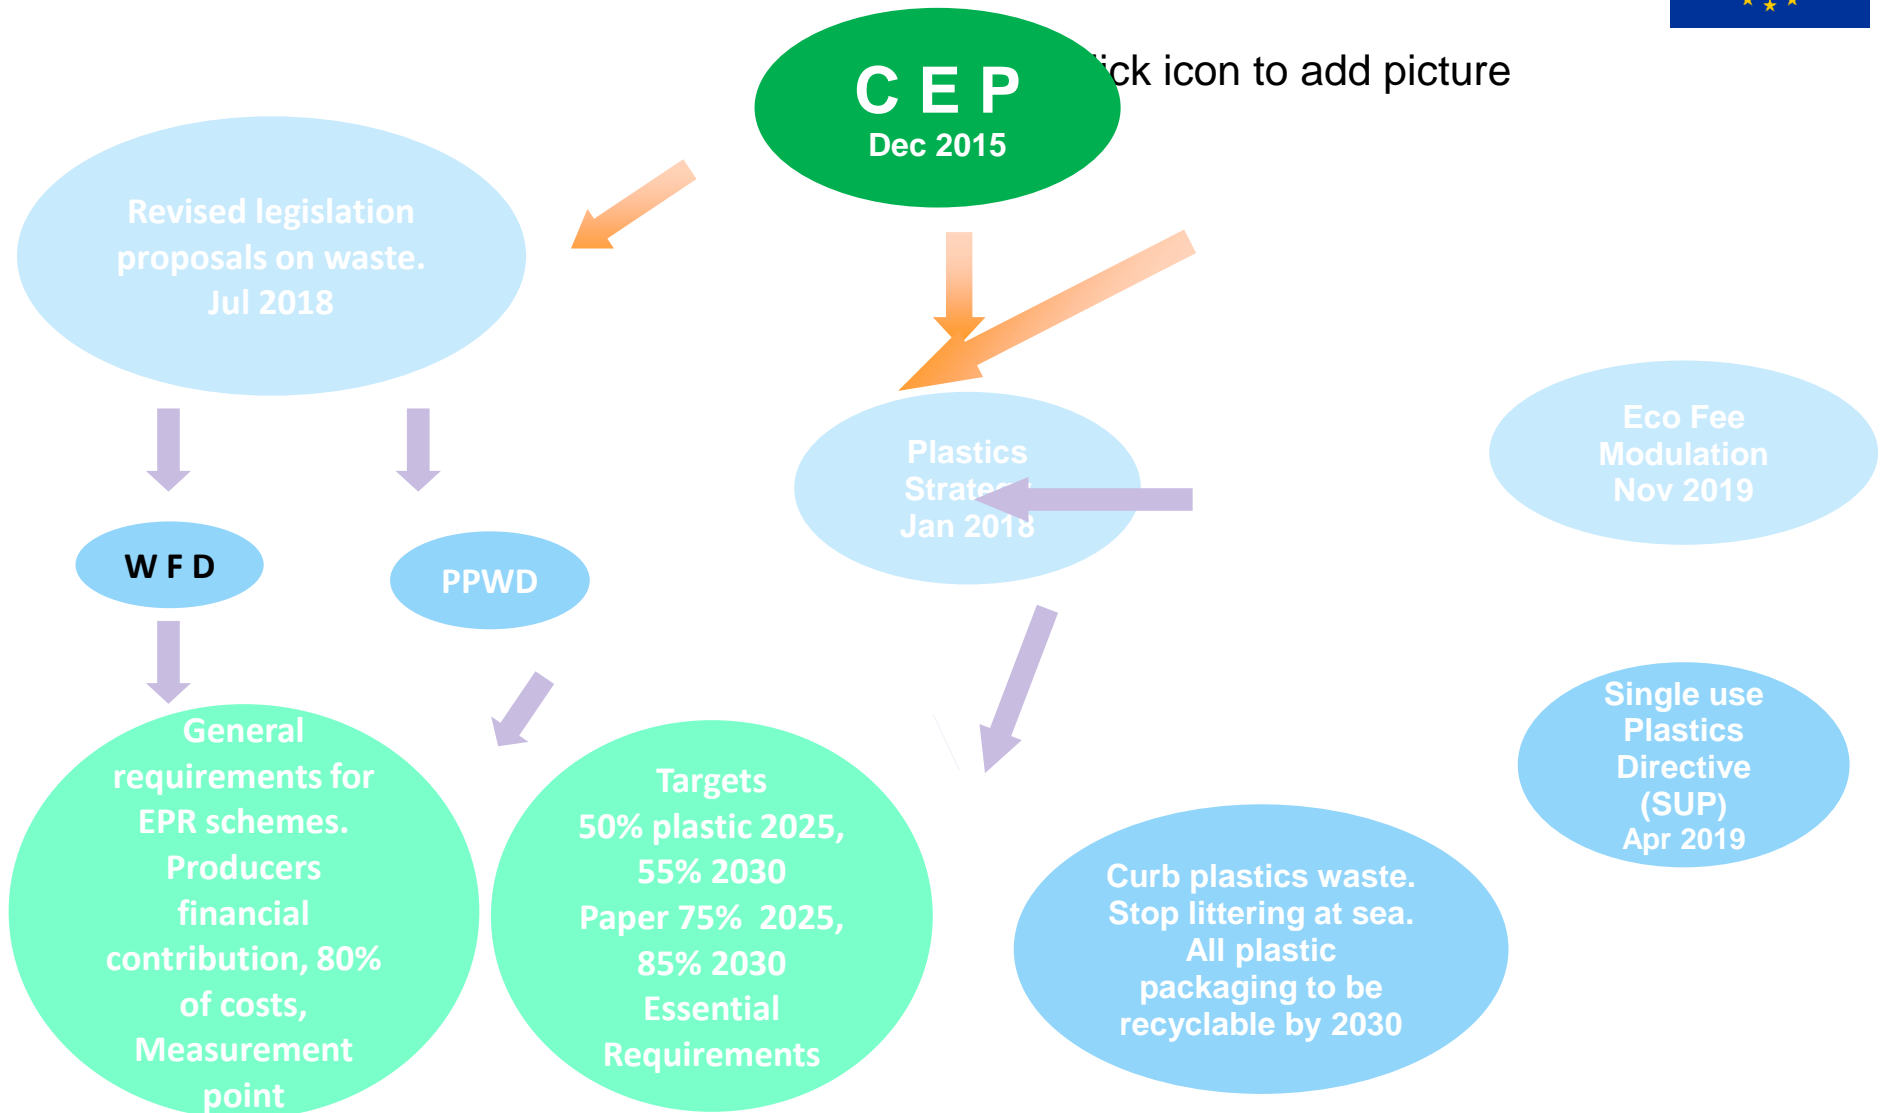 C E P
Dec 2015
ick icon to add picture
Revised legislation
proposals on waste.
Jul 2018
Plastics
Strategy
Jan 2018
Eco Fee
Modulation
Nov 2019
W F D
PPWD
Single use
Plastics
Directive
(SUP)
Apr 2019
General
requirements for
EPR schemes.
Producers
financial
contribution, 80%
of costs,
Measurement
point
Targets
50% plastic 2025,
55% 2030
Paper 75%  2025,
85% 2030
Essential
Requirements
Curb plastics waste.
Stop littering at sea.
All plastic
packaging to be
recyclable by 2030